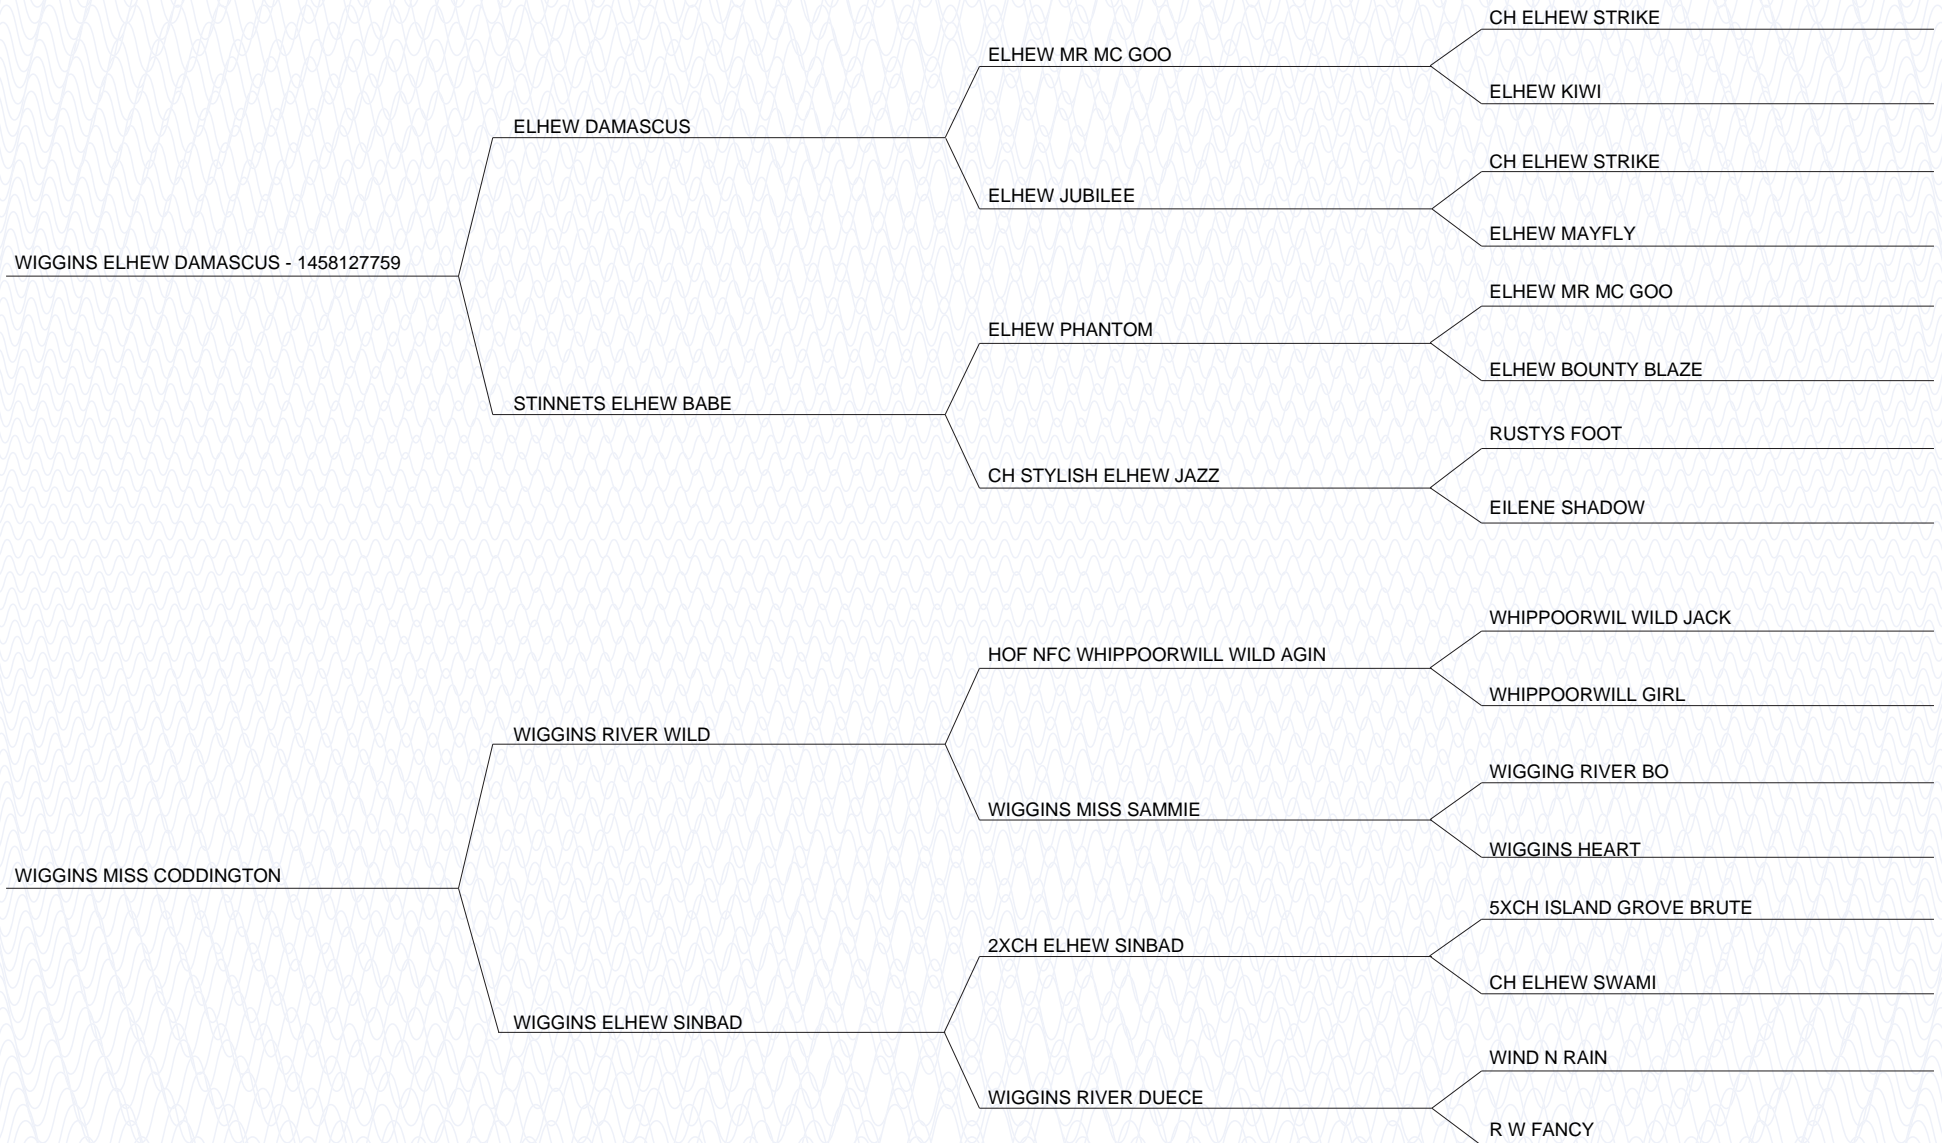 CH ELHEW STRIKE
ELHEW MR MC GOO
ELHEW KIWI
ELHEW DAMASCUS
CH ELHEW STRIKE
ELHEW JUBILEE
ELHEW MAYFLY
WIGGINS ELHEW DAMASCUS - 1458127759
ELHEW MR MC GOO
ELHEW PHANTOM
ELHEW BOUNTY BLAZE
STINNETS ELHEW BABE
RUSTYS FOOT
CH STYLISH ELHEW JAZZ
EILENE SHADOW
WHIPPOORWIL WILD JACK
HOF NFC WHIPPOORWILL WILD AGIN
WHIPPOORWILL GIRL
WIGGINS RIVER WILD
WIGGING RIVER BO
WIGGINS MISS SAMMIE
WIGGINS HEART
WIGGINS MISS CODDINGTON
5XCH ISLAND GROVE BRUTE
2XCH ELHEW SINBAD
CH ELHEW SWAMI
WIGGINS ELHEW SINBAD
WIND N RAIN
WIGGINS RIVER DUECE
R W FANCY